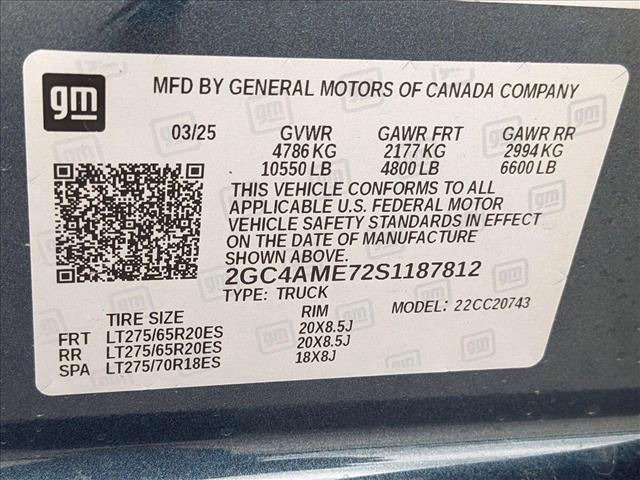 gm MFD BY GENERAL MOTORS OF CANADA COMPANY
03/25 GVWR GAWR FRT GAWR RR
4786 KG 2177 KG 2994 KG
10550 LB 4800 LB 6600 LB
THIS VEHICLE CONFORMS TO ALL
APPLICABLE U.S. FEDERAL MOTOR
VEHICLE SAFETY STANDARDS IN EFFECT
ON THE DATE OF MANUFACTURE
SHOWN ABOVE.
2GC4AME72S1187812
TYPE: TRUCK MODEL: 22CC20743
TIRE SIZE RIM
FRT LT275/65R20ES 20X8.5J
RR LT275/65R20ES 20X8.5J
SPA LT275/70R18ES 18X8J